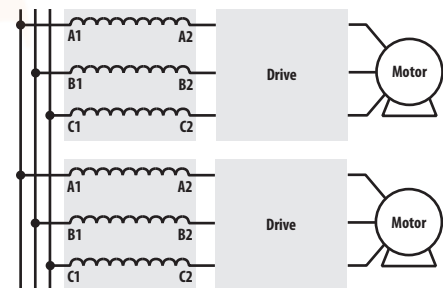 A1 A2
B1 B2
C1 C2
Drive
Motor
A1 A2
B1 B2
C1 C2
Drive
Motor